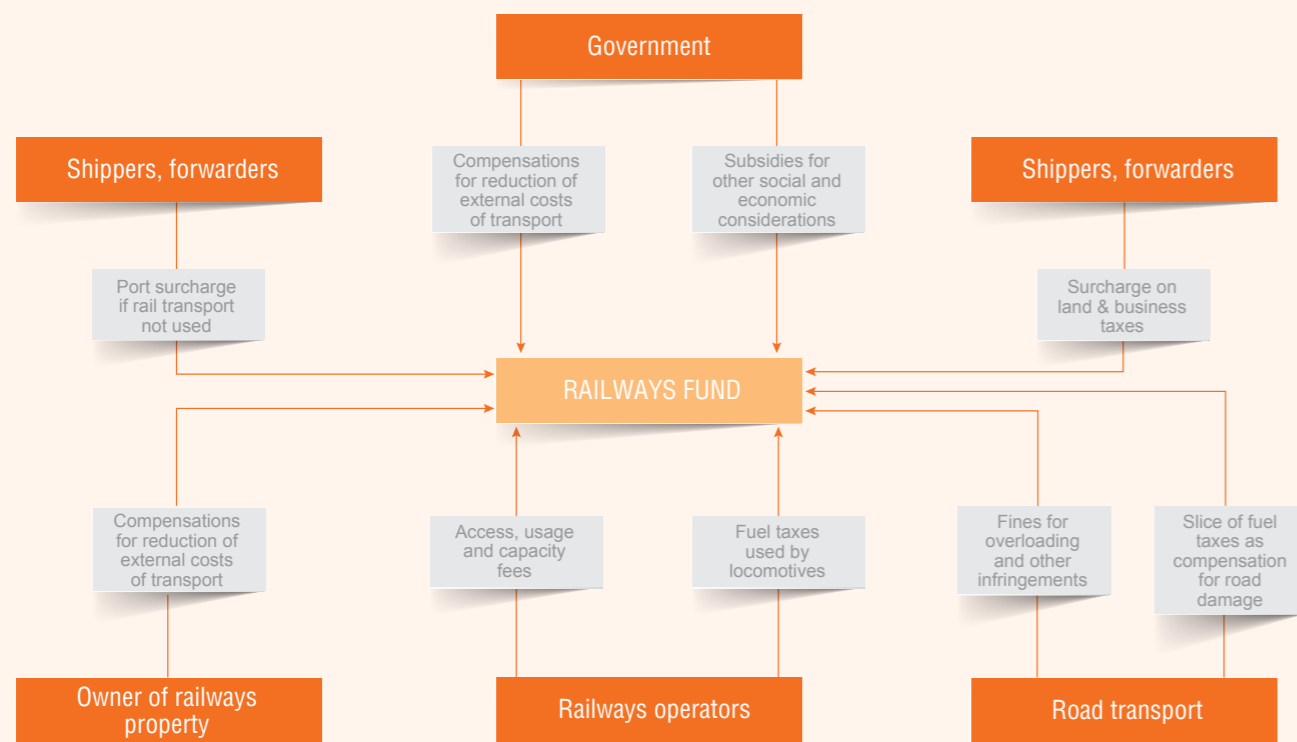 Government
Shippers, forwarders
Compensations
for reduction of
external costs
of transport
Subsidies for
other social and
economic
considerations
Shippers, forwarders
Port surcharge
if rail transport
not used
Surcharge on
land & business
taxes
RAILWAYS FUND
Compensations
for reduction of
external costs
of transport
Access, usage
and capacity
fees
Fuel taxes
used by
locomotives
Fines for
overloading
and other
infringements
Slice of fuel
taxes as
compensation
for road
damage
Owner of railways
property
Railways operators
Road transport